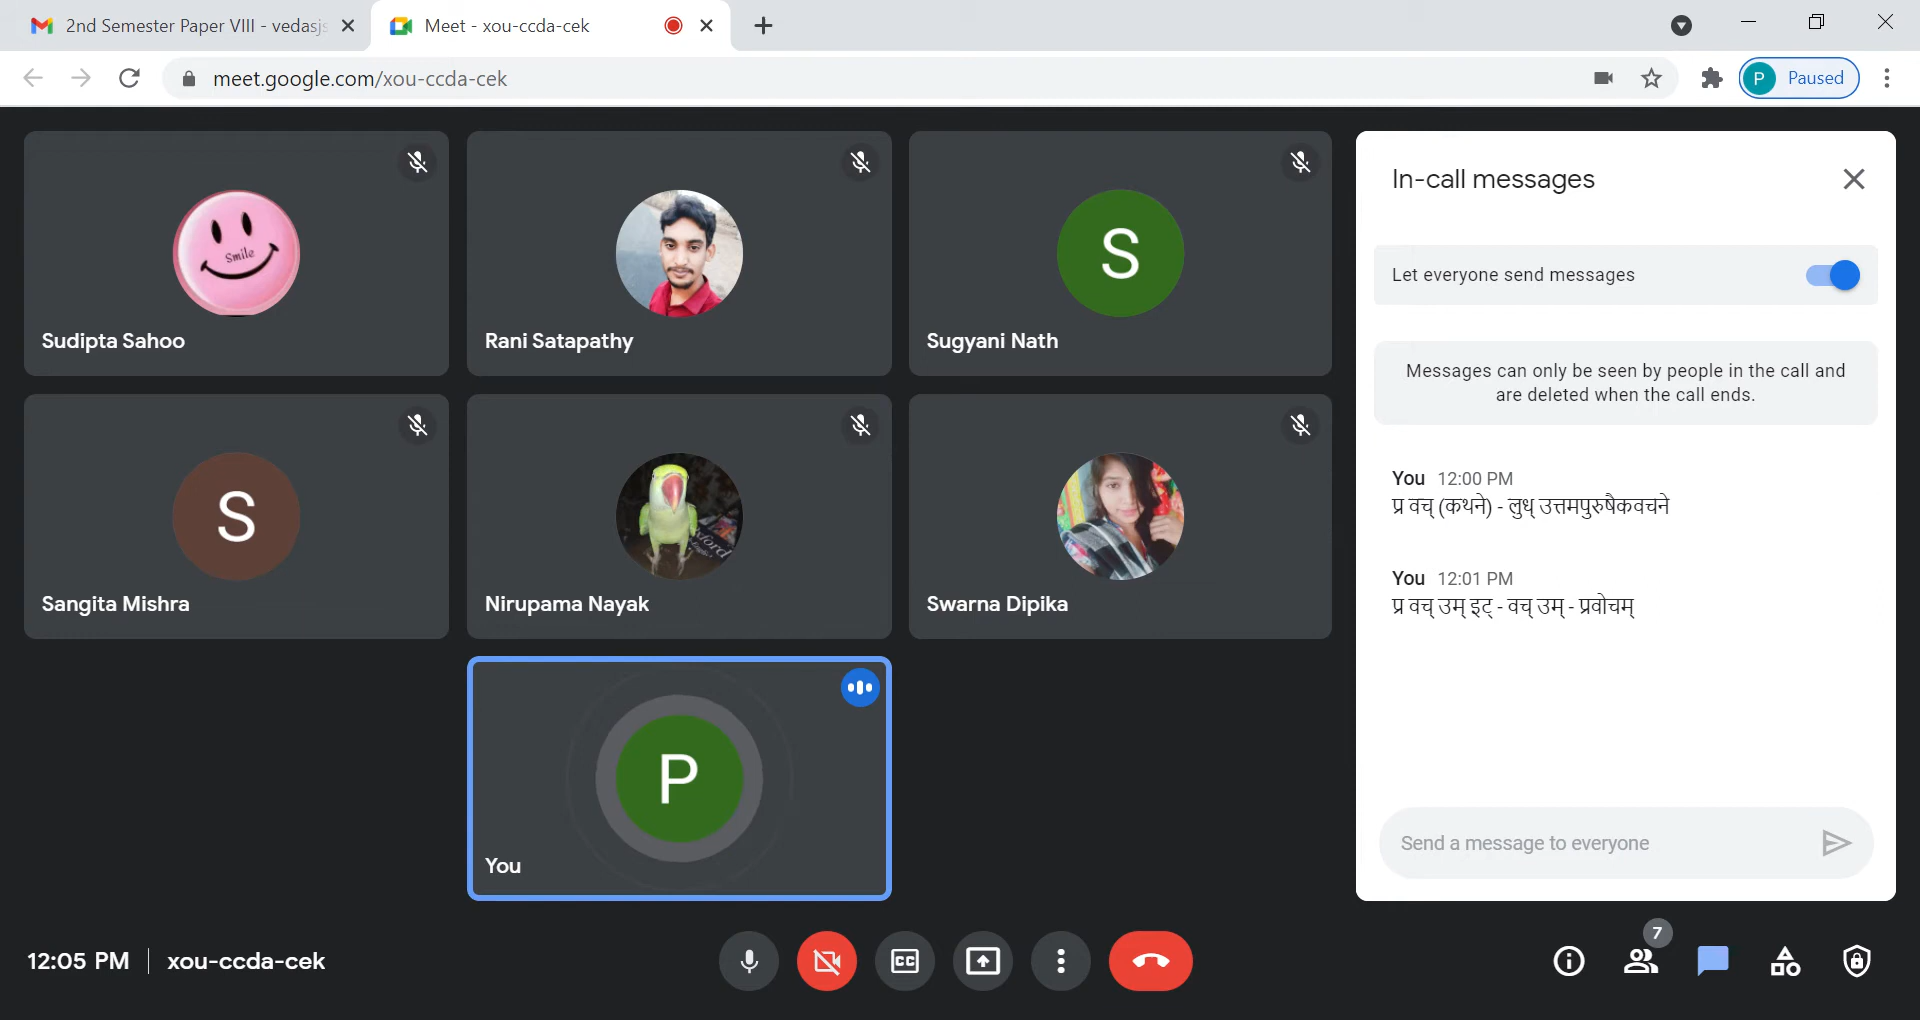 2nd Semester Paper VIII - vedasjs
Meet - xou-ccda-cek
meet.google.com/xou-ccda-cek
P Paused
Smile
Sudipta Sahoo
Rani Satapathy
S
Sugyani Nath
S
Sangita Mishra
Oxford
Nirupama Nayak
Swarna Dipika
P
You
In-call messages
Let everyone send messages
Messages can only be seen by people in the call and
are deleted when the call ends.
You 12:00 PM
प्र वच् (कथने) - लुध् उत्तमपुरुषैकवचने
You 12:01 PM
प्र वच् उम् इट् - वच् उम् - प्रवोचम्
Send a message to everyone
12:05 PM | xou-ccda-cek
CC
7